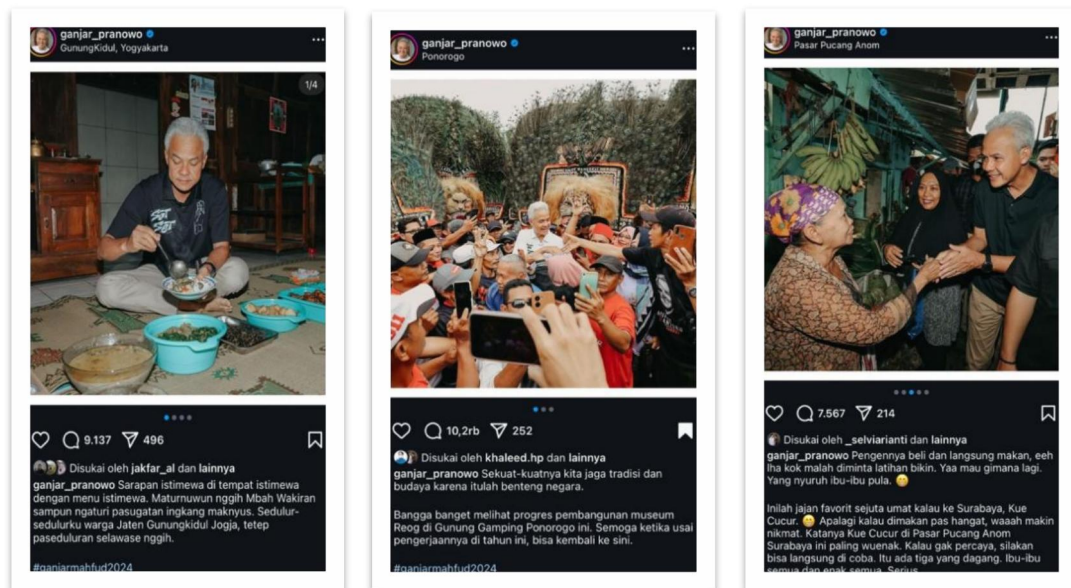 ganjar_pranowo
GunungKidul, Yogyakarta
1/4
9.137
496
Disukai oleh jakfar_al dan lainnya
ganjar_pranowo Sarapan istimewa di tempat istimewa
dengan menu istimewa. Maturnuwun nggih Mbah Wakiran
sampun ngaturi pasugatan ingkang maknyus. Sedulur-
sedulurku warga Jaten Gunungkidul Jogja, tetep
paseduluran selawase nggih.
#ganjarmahfud2024
ganjar_pranowo
Ponorogo
10,2rb
252
Disukai oleh khaleed.hp dan lainnya
ganjar_pranowo Sekuat-kuatnya kita jaga tradisi dan
budaya karena itulah benteng negara.
Bangga banget melihat progres pembangunan museum
Reog di Gunung Gamping Ponorogo ini. Semoga ketika usai
pengerjaannya di tahun ini, bisa kembali ke sini.
#ganjarmahfud2024
ganjar_pranowo
Pasar Pucang Anom
7.567
214
Disukai oleh _selviarianti dan lainnya
ganjar_pranowo Pengennya beli dan langsung makan, eeh
lha kok malah diminta latihan bikin. Yaa mau gimana lagi.
Yang nyuruh ibu-ibu pula. 😁
Inilah jajan favorit sejuta umat kalau ke Surabaya, Kue
Cucur. 😁 Apalagi kalau dimakan pas hangat, waaah makin
nikmat. Katanya Kue Cucur di Pasar Pucang Anom
Surabaya ini paling wuenak. Kalau gak percaya, silakan
bisa langsung di coba. Itu ada tiga yang dagang. Ibu-ibu
semua dan enak semua. Serius